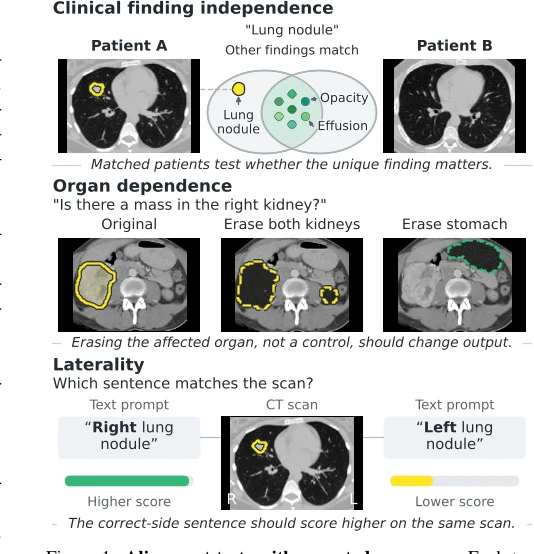 Clinical finding independence
"Lung nodule"
Patient A
Other findings match
Patient B
Opacity
Lung
nodule
Effusion
Matched patients test whether the unique finding matters.
Organ dependence
"Is there a mass in the right kidney?"
Original
Erase both kidneys
Erase stomach
Erasing the affected organ, not a control, should change output.
Laterality
Which sentence matches the scan?
Text prompt
CT scan
Text prompt
“Right lung
nodule”
“Left lung
nodule”
R
L
Higher score
Lower score
The correct-side sentence should score higher on the same scan.